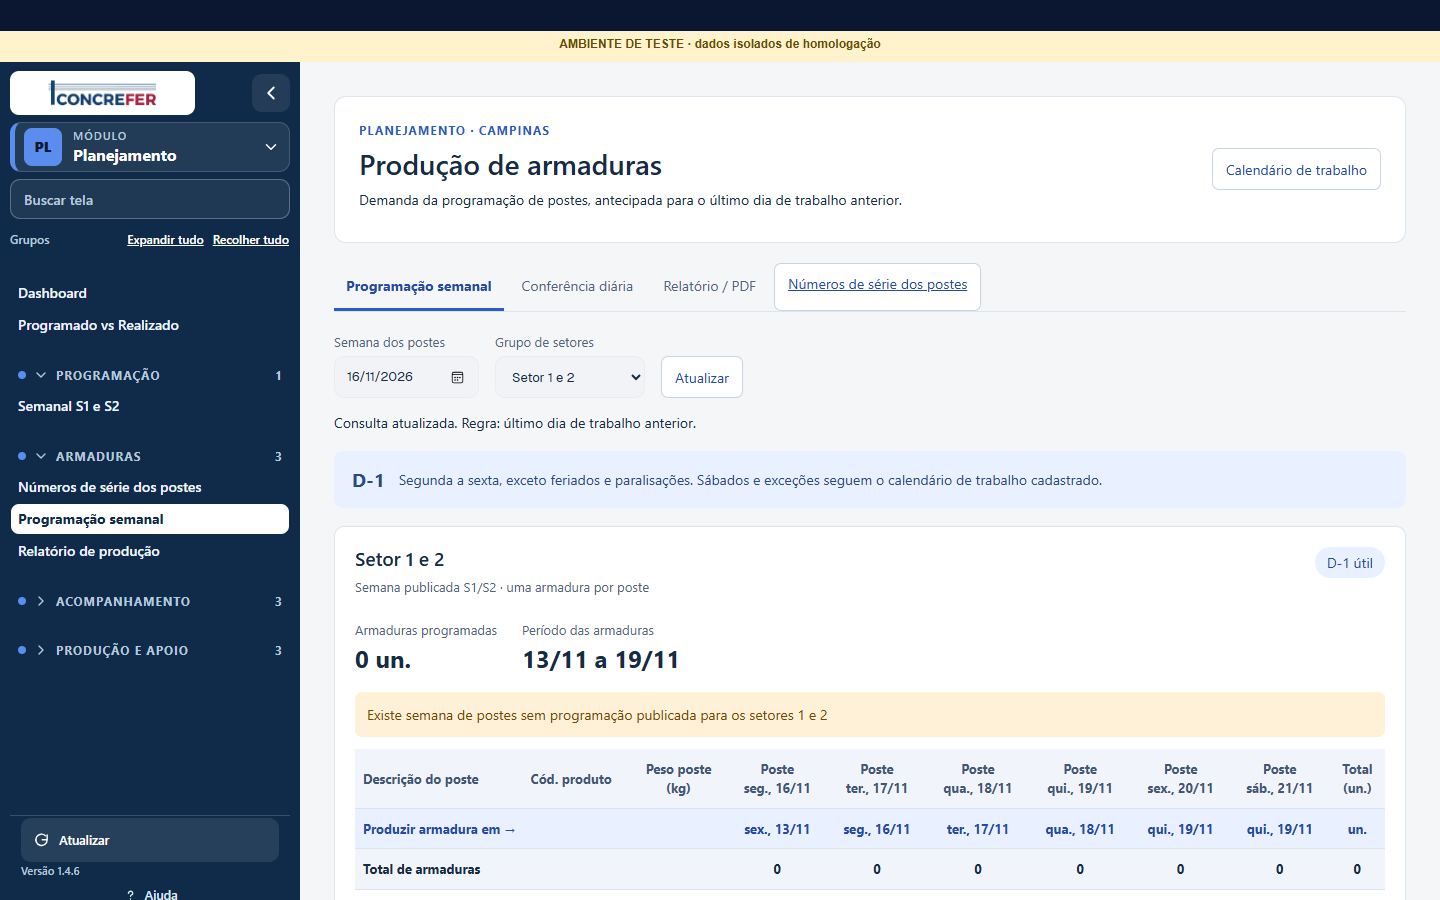 AMBIENTE DE TESTE · dados isolados de homologação
CONCREFER
PL
MÓDULO
Planejamento
Buscar tela
Grupos
Expandir tudo
Recolher tudo
Dashboard
Programado vs Realizado
PROGRAMAÇÃO 1
Semanal S1 e S2
ARMADURAS 3
Números de série dos postes
Programação semanal
Relatório de produção
ACOMPANHAMENTO 3
PRODUÇÃO E APOIO 3
Atualizar
Versão 1.4.6
? Ajuda
PLANEJAMENTO · CAMPINAS
Produção de armaduras
Demanda da programação de postes, antecipada para o último dia de trabalho anterior.
Calendário de trabalho
Programação semanal
Conferência diária
Relatório / PDF
Números de série dos postes
Semana dos postes
16/11/2026
Grupo de setores
Setor 1 e 2
Atualizar
Consulta atualizada. Regra: último dia de trabalho anterior.
D-1 Segunda a sexta, exceto feriados e paralisações. Sábados e exceções seguem o calendário de trabalho cadastrado.
Setor 1 e 2
D-1 útil
Semana publicada S1/S2 · uma armadura por poste
Armaduras programadas
0 un.
Período das armaduras
13/11 a 19/11
Existe semana de postes sem programação publicada para os setores 1 e 2
Descrição do poste
Cód. produto
Peso poste
(kg)
Poste
seg., 16/11
Poste
ter., 17/11
Poste
qua., 18/11
Poste
qui., 19/11
Poste
sex., 20/11
Poste
sáb., 21/11
Total
(un.)
Produzir armadura em → sex., 13/11 seg., 16/11 ter., 17/11 qua., 18/11 qui., 19/11 qui., 19/11 un.
Total de armaduras 0 0 0 0 0 0 0